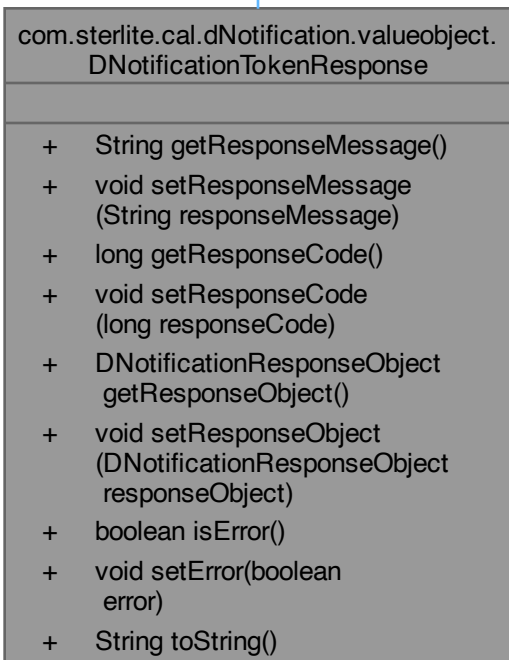 com.sterlite.cal.dNotification.valueobject.
DNotificationTokenResponse
+ String getResponseMessage()
+ void setResponseMessage
(String responseMessage)
+ long getResponseCode()
+ void setResponseCode
(long responseCode)
+ DNotificationResponseObject
getResponseObject()
+ void setResponseObject
(DNotificationResponseObject
responseObject)
+ boolean isError()
+ void setError(boolean
error)
+ String toString()